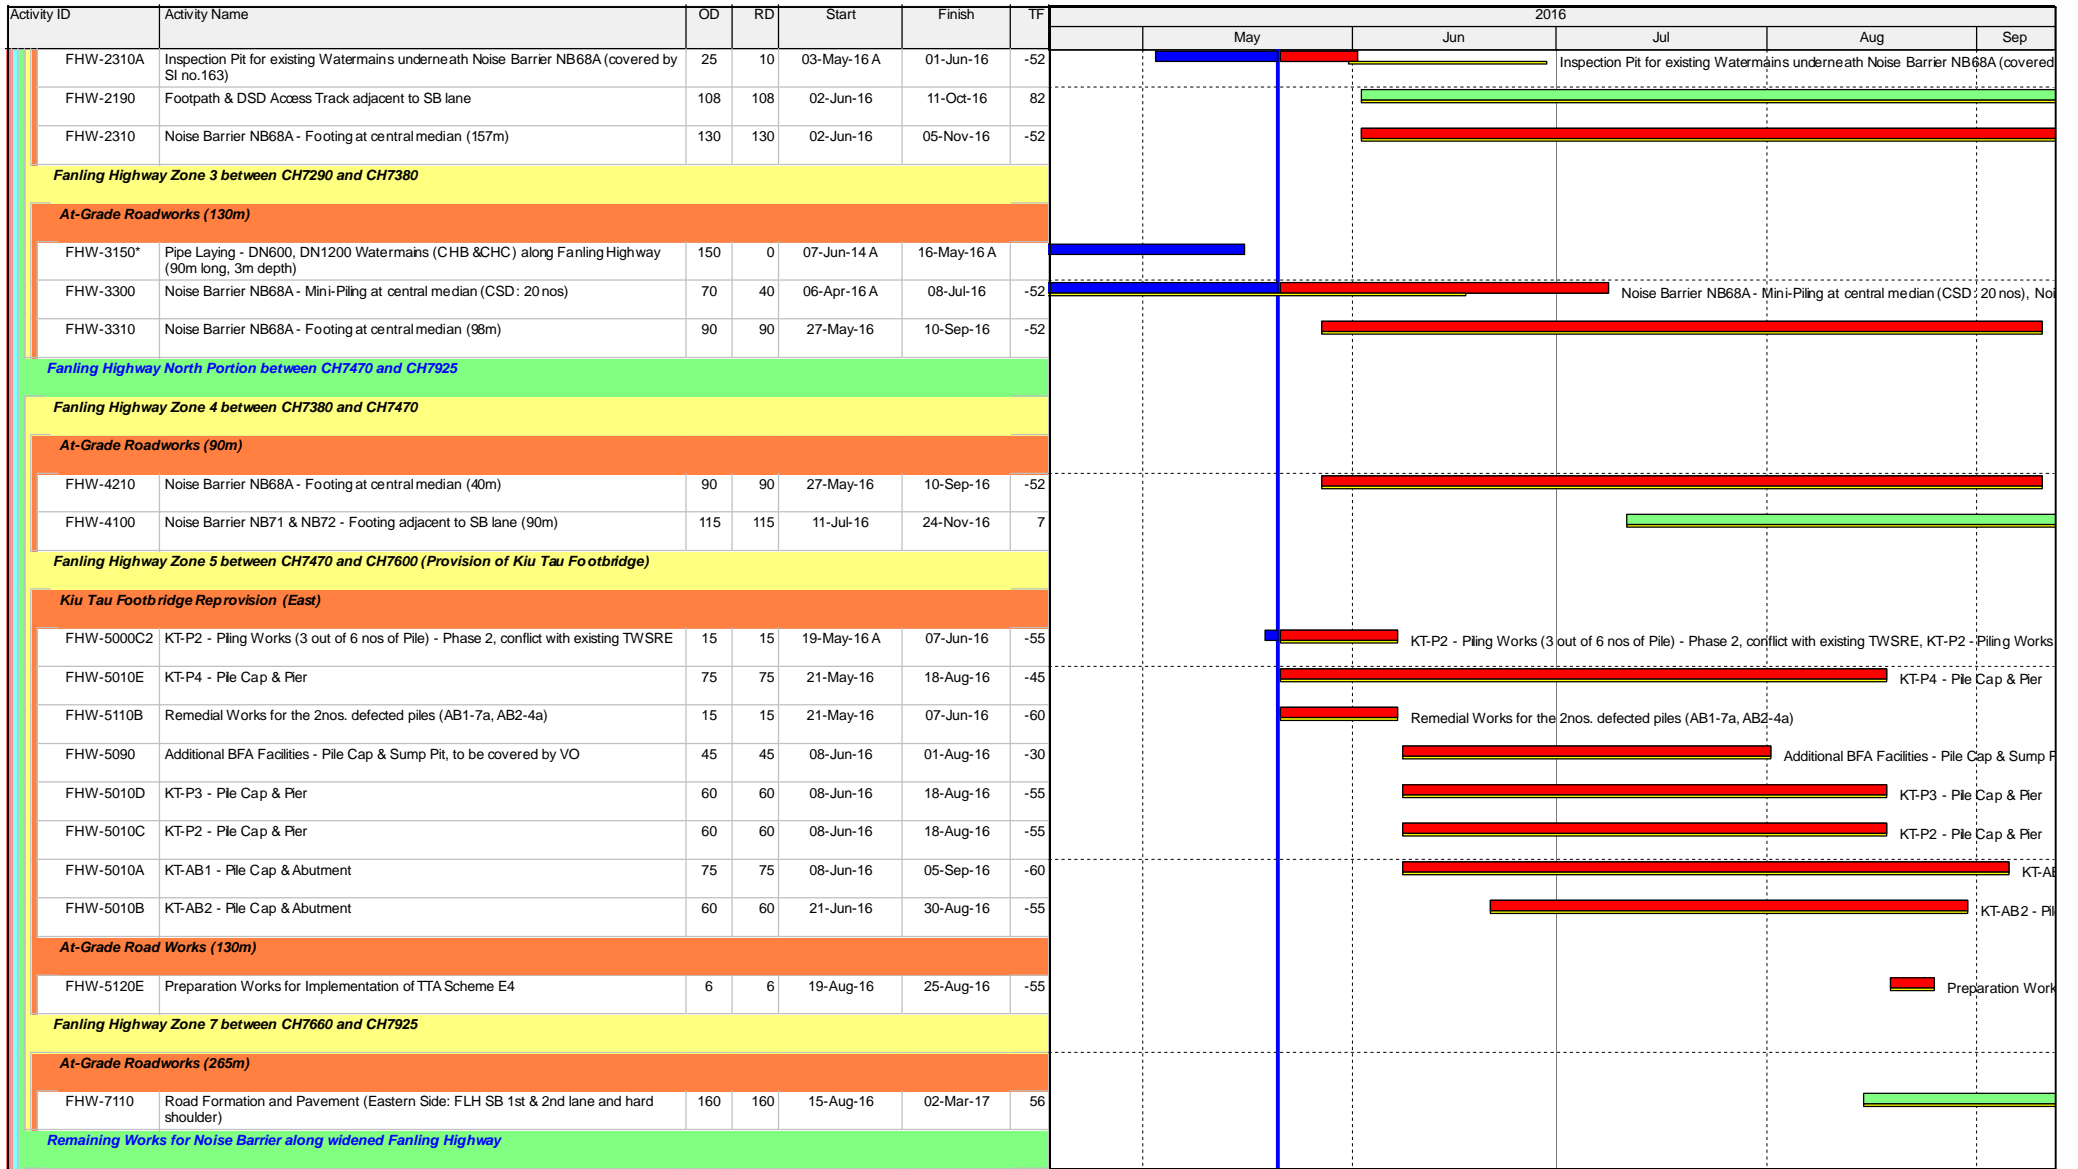 Activity ID Activity Name OD RD Start Finish TF 2016
May Jun Jul Aug Sep
FHW-2310A Inspection Pit for existing Watermains underneath Noise Barrier NB68A (covered by 25 10 03-May-16 A 01-Jun-16 -52
SI no.163)
Inspection Pit for existing Watermains underneath Noise Barrier NB68A (covered
FHW-2190 Footpath & DSD Access Track adjacent to SB lane 108 108 02-Jun-16 11-Oct-16 82
FHW-2310 Noise Barrier NB68A - Footing at central median (157m) 130 130 02-Jun-16 05-Nov-16 -52
Fanling Highway Zone 3 between CH7290 and CH7380
At-Grade Roadworks (130m)
FHW-3150* Pipe Laying - DN600, DN1200 Watermains (CHB &CHC) along Fanling Highway 150 0 07-Jun-14 A 16-May-16 A
(90m long, 3m depth)
FHW-3300 Noise Barrier NB68A - Mini-Piling at central median (CSD: 20 nos) 70 40 06-Apr-16 A 08-Jul-16 -52 Noise Barrier NB68A - Mini-Piling at central median (CSD: 20 nos), Noi
FHW-3310 Noise Barrier NB68A - Footing at central median (98m) 90 90 27-May-16 10-Sep-16 -52
Fanling Highway North Portion between CH7470 and CH7925
Fanling Highway Zone 4 between CH7380 and CH7470
At-Grade Roadworks (90m)
FHW-4210 Noise Barrier NB68A - Footing at central median (40m) 90 90 27-May-16 10-Sep-16 -52
FHW-4100 Noise Barrier NB71 & NB72 - Footing adjacent to SB lane (90m) 115 115 11-Jul-16 24-Nov-16 7
Fanling Highway Zone 5 between CH7470 and CH7600 (Provision of Kiu Tau Footbridge)
Kiu Tau Footbridge Reprovision (East)
FHW-5000C2 KT-P2 - Piling Works (3 out of 6 nos of Pile) - Phase 2, conflict with existing TWSRE 15 15 19-May-16 A 07-Jun-16 -55 KT-P2 - Piling Works (3 out of 6 nos of Pile) - Phase 2, conflict with existing TWSRE, KT-P2 - Piling Works
FHW-5010E KT-P4 - Pile Cap & Pier 75 75 21-May-16 18-Aug-16 -45 KT-P4 - Pile Cap & Pier
FHW-5110B Remedial Works for the 2nos. defected piles (AB1-7a, AB2-4a) 15 15 21-May-16 07-Jun-16 -60 Remedial Works for the 2nos. defected piles (AB1-7a, AB2-4a)
FHW-5090 Additional BFA Facilities - Pile Cap & Sump Pit, to be covered by VO 45 45 08-Jun-16 01-Aug-16 -30 Additional BFA Facilities - Pile Cap & Sump P
FHW-5010D KT-P3 - Pile Cap & Pier 60 60 08-Jun-16 18-Aug-16 -55 KT-P3 - Pile Cap & Pier
FHW-5010C KT-P2 - Pile Cap & Pier 60 60 08-Jun-16 18-Aug-16 -55 KT-P2 - Pile Cap & Pier
FHW-5010A KT-AB1 - Pile Cap & Abutment 75 75 08-Jun-16 05-Sep-16 -60 KT-AB
FHW-5010B KT-AB2 - Pile Cap & Abutment 60 60 21-Jun-16 30-Aug-16 -55 KT-AB2 - Pil
At-Grade Road Works (130m)
FHW-5120E Preparation Works for Implementation of TTA Scheme E4 6 6 19-Aug-16 25-Aug-16 -55 Preparation Work
Fanling Highway Zone 7 between CH7660 and CH7925
At-Grade Roadworks (265m)
FHW-7110 Road Formation and Pavement (Eastern Side: FLH SB 1st & 2nd lane and hard 160 160 15-Aug-16 02-Mar-17 56
shoulder)
Remaining Works for Noise Barrier along widened Fanling Highway